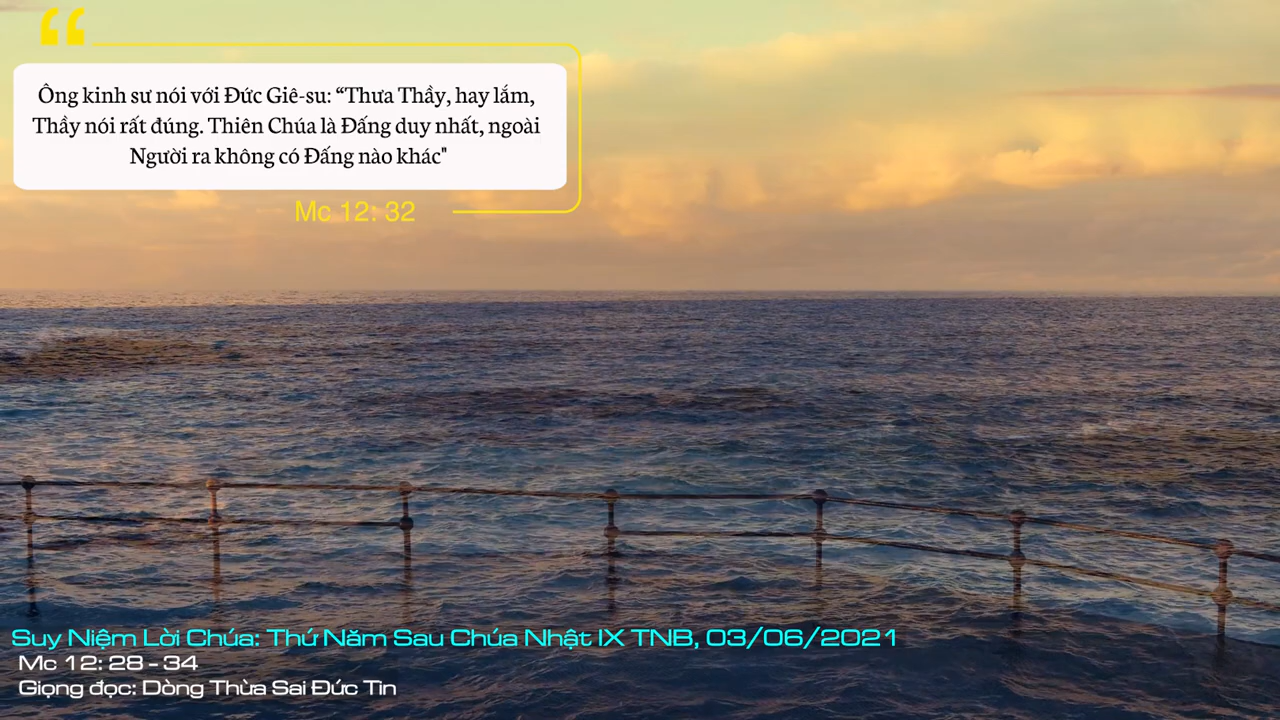 Ông kinh sư nói với Đức Giê-su: “Thưa Thầy, hay lắm,
Thầy nói rất đúng. Thiên Chúa là Đấng duy nhất, ngoài
Người ra không có Đấng nào khác"
Mc 12: 32
Suy Niệm Lời Chúa: Thứ Năm Sau Chúa Nhật IX TNB, 03/06/2021
Mc 12: 28 - 34
Giọng đọc: Dòng Thừa Sai Đức Tin